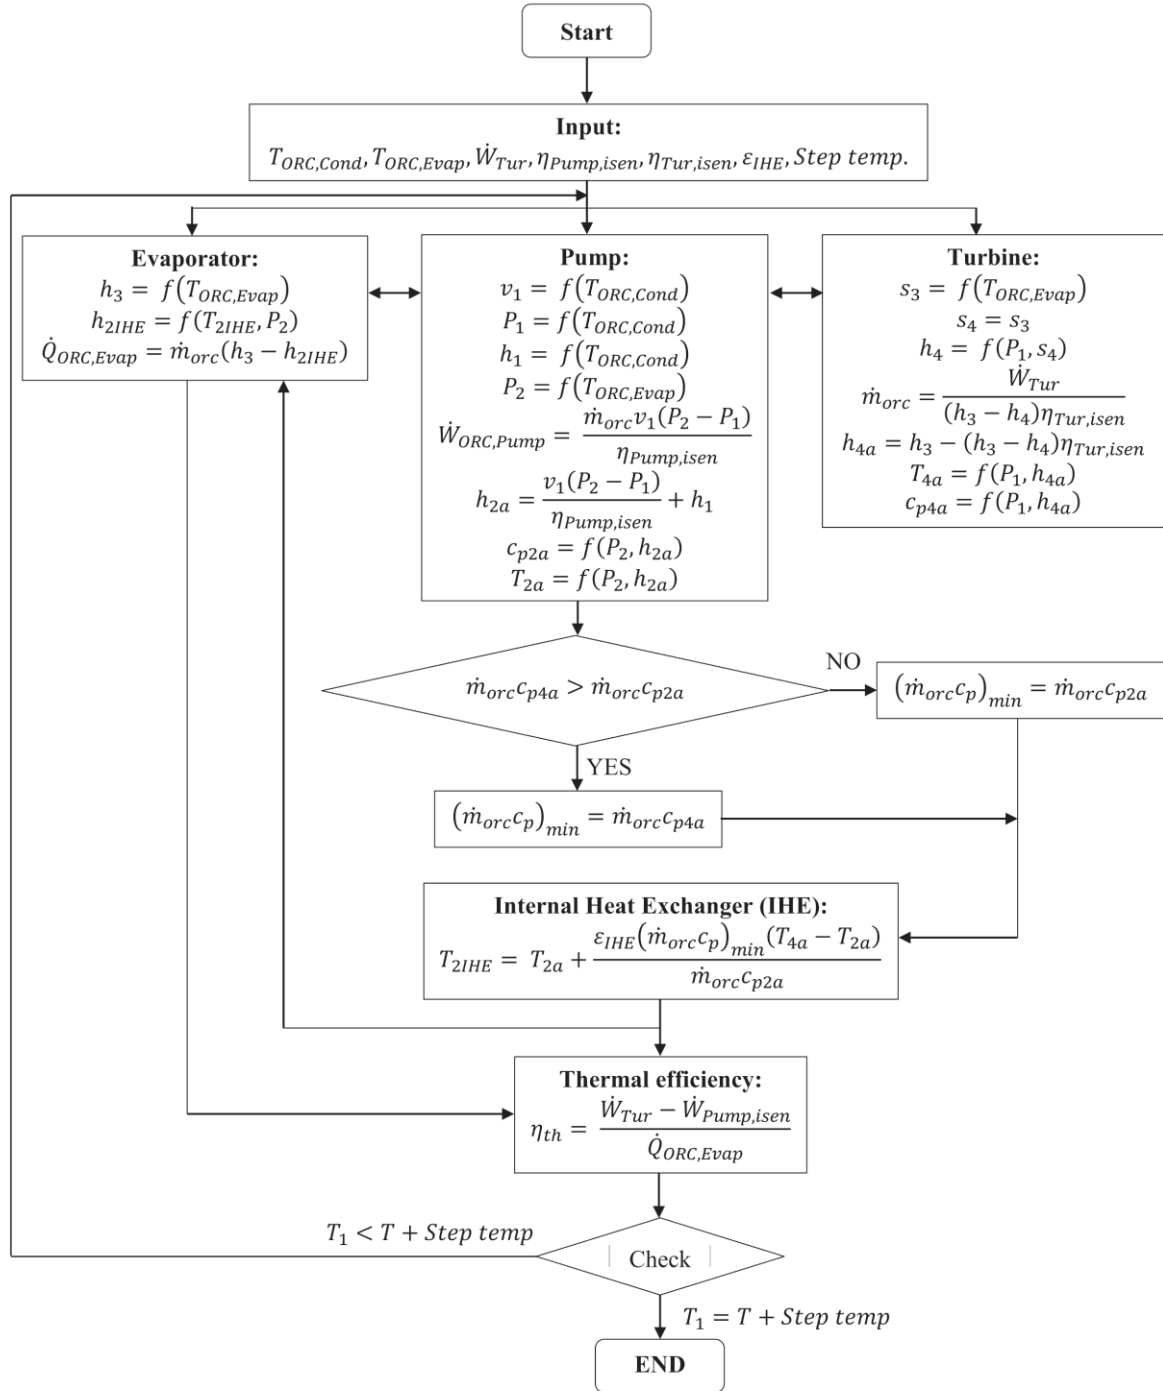 Start
Input:
T_{ORC,Cond}, T_{ORC,Evap}, Ẇ_{Tur}, η_{Pump,isen}, η_{Tur,isen}, ε_{IHE}, Step temp.
Evaporator:
h_3 = f(T_{ORC,Evap})
h_{2IHE} = f(T_{2IHE}, P_2)
Q̇_{ORC,Evap} = ṁ_{orc}(h_3 − h_{2IHE})
Pump:
v_1 = f(T_{ORC,Cond})
P_1 = f(T_{ORC,Cond})
h_1 = f(T_{ORC,Cond})
P_2 = f(T_{ORC,Evap})
Ẇ_{ORC,Pump} = \frac{ṁ_{orc}v_1(P_2 − P_1)}{η_{Pump,isen}}
h_{2a} = \frac{v_1(P_2 − P_1)}{η_{Pump,isen}} + h_1
c_{p2a} = f(P_2, h_{2a})
T_{2a} = f(P_2, h_{2a})
Turbine:
s_3 = f(T_{ORC,Evap})
s_4 = s_3
h_4 = f(P_1, s_4)
ṁ_{orc} = \frac{Ẇ_{Tur}}{(h_3 − h_4)η_{Tur,isen}}
h_{4a} = h_3 − (h_3 − h_4)η_{Tur,isen}
T_{4a} = f(P_1, h_{4a})
c_{p4a} = f(P_1, h_{4a})
ṁ_{orc}c_{p4a} > ṁ_{orc}c_{p2a}
NO
(ṁ_{orc}c_p)_{min} = ṁ_{orc}c_{p2a}
YES
(ṁ_{orc}c_p)_{min} = ṁ_{orc}c_{p4a}
Internal Heat Exchanger (IHE):
T_{2IHE} = T_{2a} + \frac{ε_{IHE}(ṁ_{orc}c_p)_{min}(T_{4a} − T_{2a})}{ṁ_{orc}c_{p2a}}
Thermal efficiency:
η_{th} = \frac{Ẇ_{Tur} − Ẇ_{Pump,isen}}{Q̇_{ORC,Evap}}
T_1 < T + Step temp
Check
T_1 = T + Step temp
END